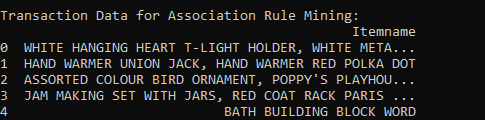 Transaction Data for Association Rule Mining:
Itemname
0 WHITE HANGING HEART T-LIGHT HOLDER, WHITE META...
1 HAND WARMER UNION JACK, HAND WARMER RED POLKA DOT
2 ASSORTED COLOUR BIRD ORNAMENT, POPPY'S PLAYHOU...
3 JAM MAKING SET WITH JARS, RED COAT RACK PARIS ...
4 BATH BUILDING BLOCK WORD